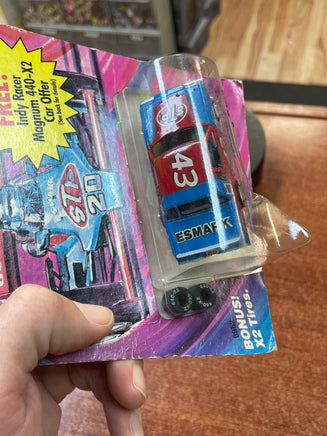 FREE!
Indy Racer
Magnum 440-X2
Car Offer
STP
20
STP
43
ESMARK
BONUS!
X2 Tires.